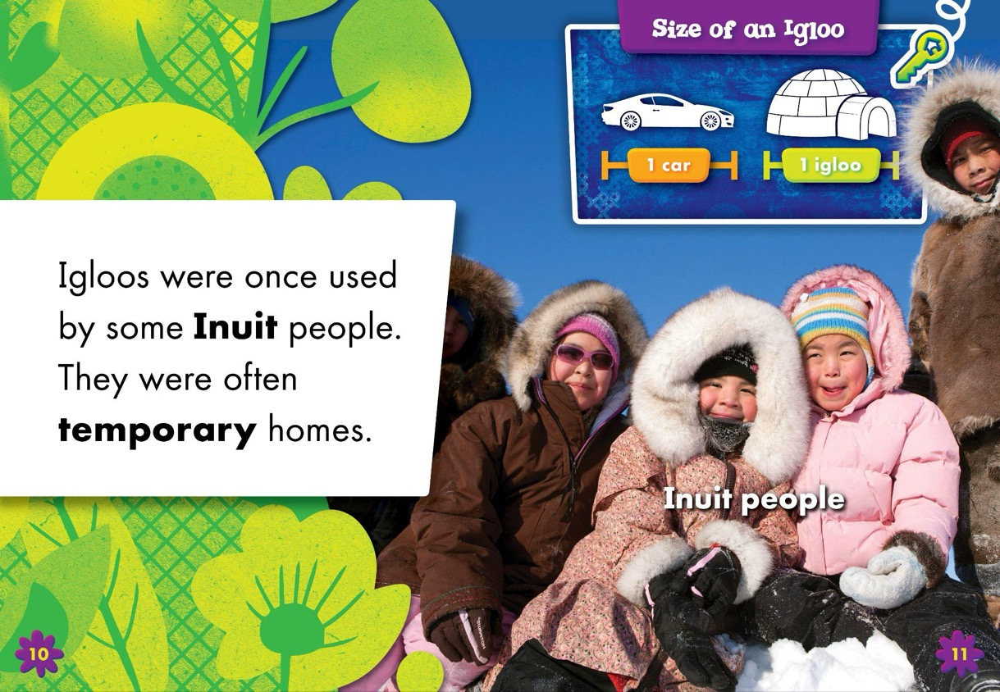 Igloos were once used
by some Inuit people.
They were often
temporary homes.
10
Size of an Igloo
1 car
1 igloo
Inuit people
11